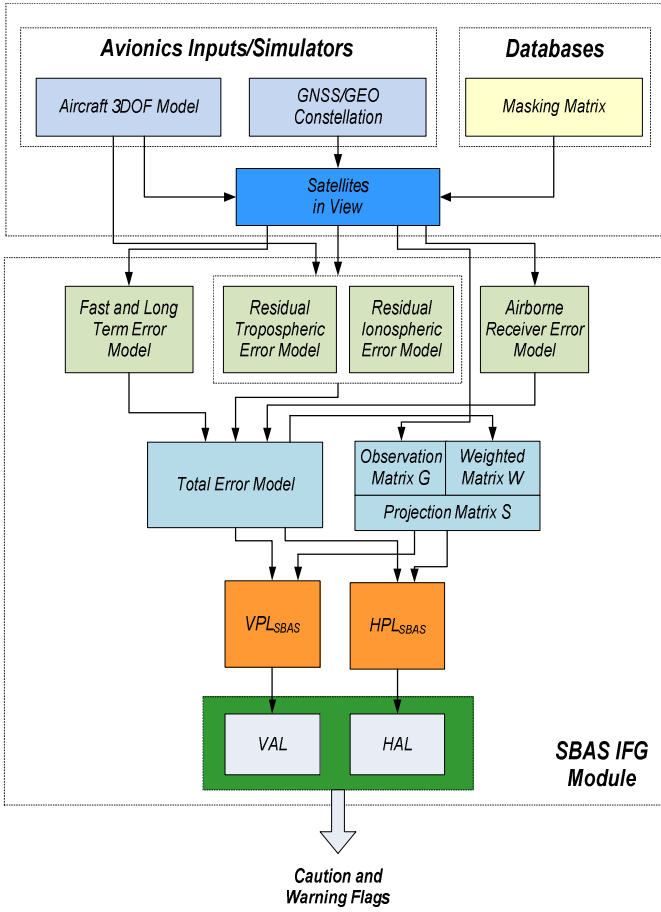 Avionics Inputs/Simulators
Databases
Aircraft 3DOF Model
GNSS/GEO
Constellation
Masking Matrix
Satellites
in View
Fast and Long
Term Error
Model
Residual
Tropospheric
Error Model
Residual
Ionospheric
Error Model
Airborne
Receiver Error
Model
Total Error Model
Observation
Matrix G
Weighted
Matrix W
Projection Matrix S
VPLSBAS
HPLSBAS
VAL
HAL
SBAS IFG
Module
Caution and
Warning Flags